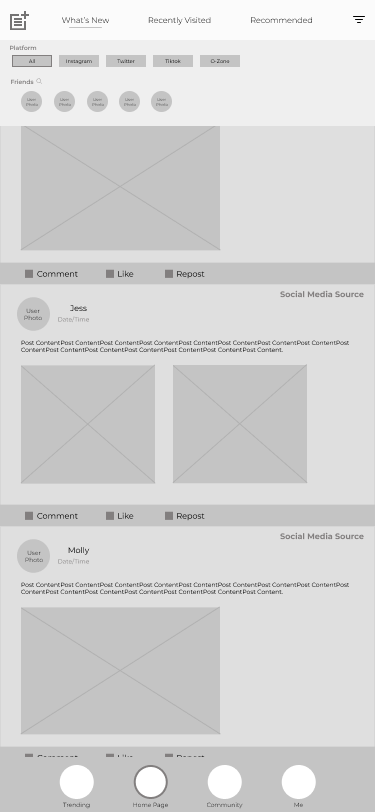 What's New Recently Visited Recommended
Platform
All Instagram Twitter Tiktok O-Zone
Friends
User Photo User Photo User Photo User Photo User Photo
Comment Like Repost
Social Media Source
User Photo
Jess
Date/Time
Post ContentPost ContentPost ContentPost ContentPost ContentPost ContentPost ContentPost ContentPost
ContentPost ContentPost ContentPost ContentPost ContentPost ContentPost Content.
Comment Like Repost
Social Media Source
User Photo
Molly
Date/Time
Post ContentPost ContentPost ContentPost ContentPost ContentPost ContentPost ContentPost ContentPost
ContentPost ContentPost ContentPost ContentPost ContentPost ContentPost Content.
Comment Like Repost
Trending Home Page Community Me